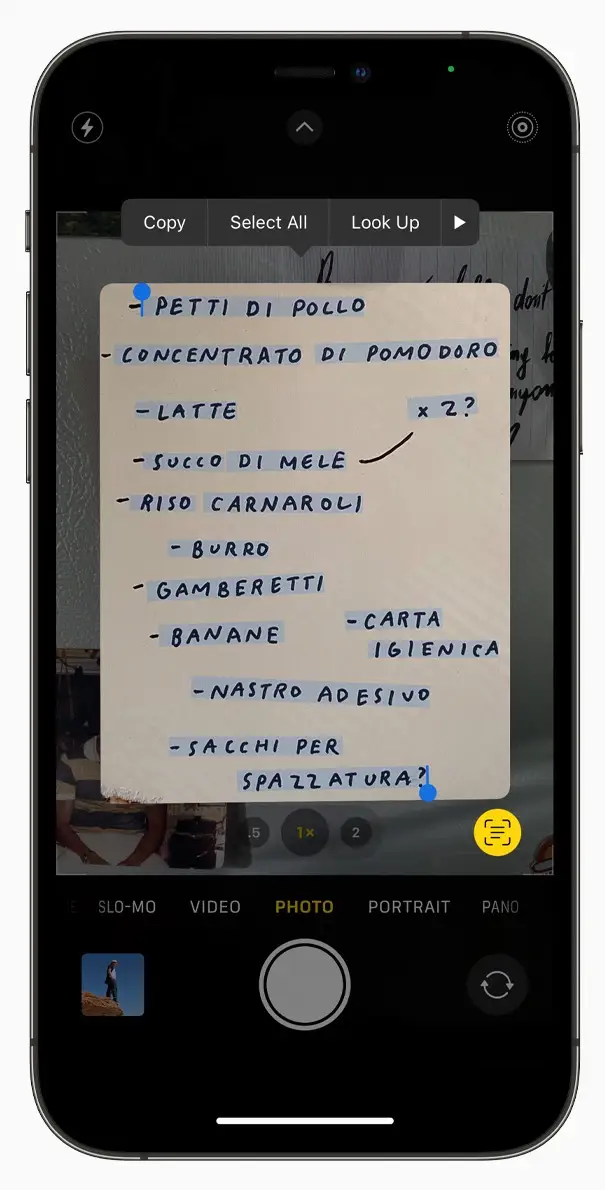 Copy Select All Look Up
don't
- PETTI DI POLLO
- CONCENTRATO DI POMODORO
- LATTE
x 2?
- SUCCO DI MELE
- RISO CARNAROLI
- BURRO
- GAMBERETTI
- BANANE
- CARTA
IGIENICA
- NASTRO ADESIVO
- SACCHI PER
SPAZZATURA?
.5 1× 2
SLO-MO VIDEO PHOTO PORTRAIT PANO